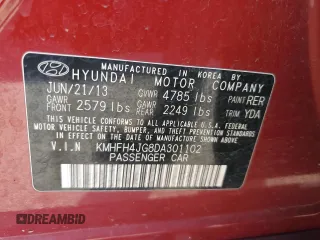 MANUFACTURED IN KOREA BY
HYUNDAI MOTOR COMPANY
JUN/21/13 GVWR 4785 lbs PAINT RER
GAWR FRONT 2579 lbs GAWR REAR 2249 lbs TRIM YDA
THIS VEHICLE CONFORMS TO ALL APPLICABLE U.S.A. FEDERAL
MOTOR VEHICLE SAFETY, BUMPER, AND THEFT PREVENTION
STANDARDS IN EFFECT ON THE DATE OF MANUFACTURE SHOWN ABOVE.
V.I.N KMHFH4JG8DA301102
PASSENGER CAR
© Carsbidding LLC